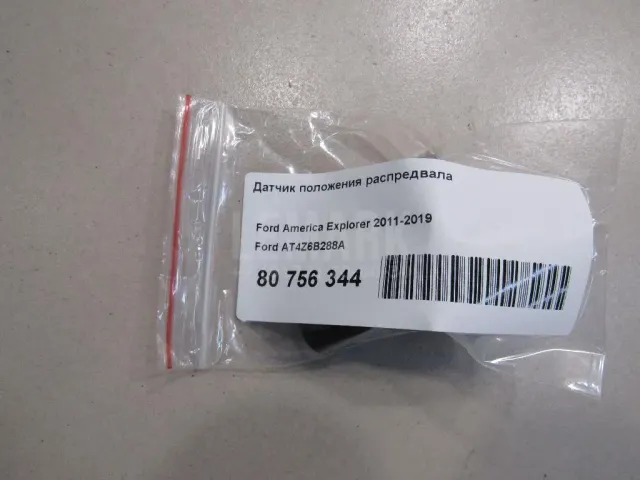 Датчик положения распредвала
Ford America Explorer 2011-2019
Ford AT4Z6B288A
80 756 344